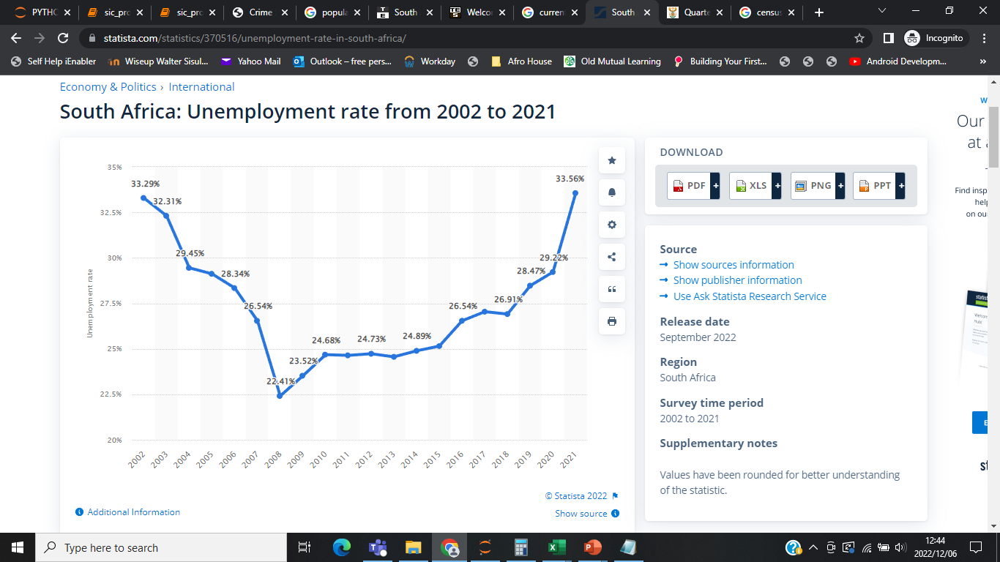 PYTHC
sic_pro
sic_pro
Crime
popula
South
Welco
curren
South
Quarte
census
statista.com/statistics/370516/unemployment-rate-in-south-africa/
Incognito
Self Help iEnabler
Wiseup Walter Sisul...
Yahoo Mail
Outlook – free pers...
Workday
Afro House
Old Mutual Learning
Building Your First...
Android Developm...
»
Economy & Politics › International
South Africa: Unemployment rate from 2002 to 2021
35%
32.5%
30%
27.5%
25%
22.5%
20%
Unemployment rate
33.29%
32.31%
29.45%
28.34%
26.54%
22.41%
23.52%
24.68%
24.73%
24.89%
26.54%
26.91%
28.47%
29.22%
33.56%
2002
2003
2004
2005
2006
2007
2008
2009
2010
2011
2012
2013
2014
2015
2016
2017
2018
2019
2020
2021
© Statista 2022
Additional Information
Show source
DOWNLOAD
PDF +
XLS +
PNG +
PPT +
Source
Show sources information
Show publisher information
Use Ask Statista Research Service
Release date
September 2022
Region
South Africa
Survey time period
2002 to 2021
Supplementary notes
Values have been rounded for better understanding
of the statistic.
W
Our
at a
Find insp
help
on ou
E
st
Type here to search
12:44
2022/12/06